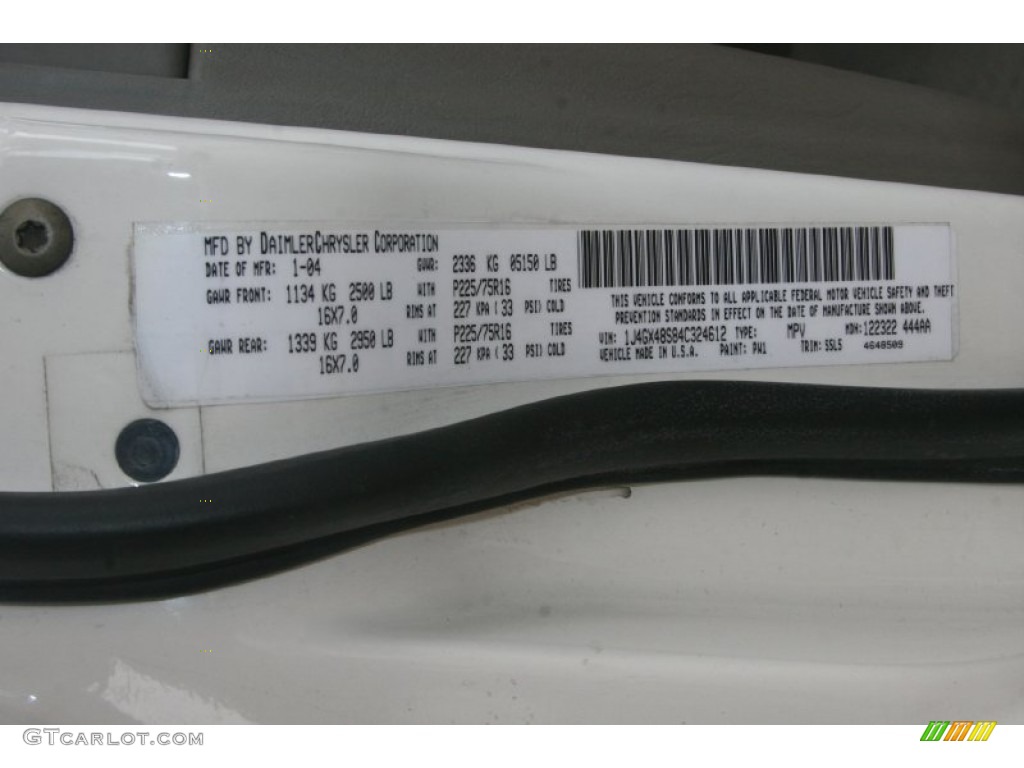 MFD BY DAIMLERCHRYSLER CORPORATION
DATE OF MFR: 1-04 GVWR: 2336 KG 05150 LB
GAWR FRONT: 1134 KG 2500 LB WITH P225/75R16 TIRES
16X7.0 RIMS AT 227 KPA ( 33 PSI) COLD
GAWR REAR: 1339 KG 2950 LB WITH P225/75R16 TIRES
16X7.0 RIMS AT 227 KPA ( 33 PSI) COLD
THIS VEHICLE CONFORMS TO ALL APPLICABLE FEDERAL MOTOR VEHICLE SAFETY AND THEFT
PREVENTION STANDARDS IN EFFECT ON THE DATE OF MANUFACTURE SHOWN ABOVE.
VIN: 1J4GX48S84C324612 TYPE: MPV MDH: 122322 444AA
VEHICLE MADE IN U.S.A. PAINT: PW1 TRIM: S5L5 4648509
GTCARLOT.COM